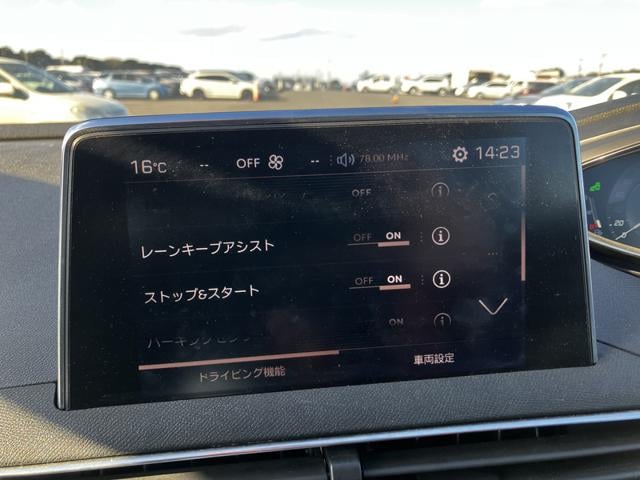 16°C -- OFF -- 78.00 MHz 14:23
OFF
レーンキープアシスト OFF ON
ストップ&スタート OFF ON
ON
ドライビング機能 車両設定
20